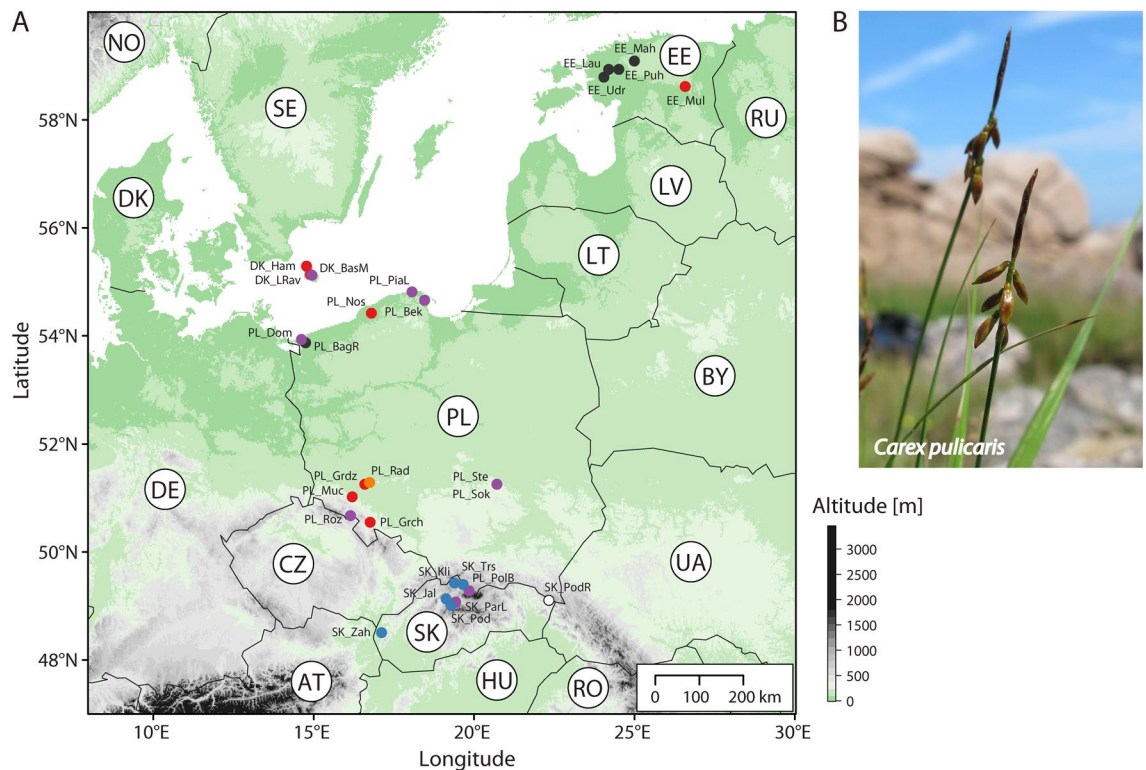 A
NO
SE
EE_Mah
EE
EE_Lau
EE_Puh
EE_Udr
EE_Mul
RU
58°N
DK
LV
56°N
LT
DK_Ham
DK_BasM
DK_LRav
PL_PiaL
PL_Nos
PL_Bek
54°N
PL_Dom
PL_BagR
BY
PL
52°N
DE
PL_Grdz
PL_Rad
PL_Muc
PL_Ste
PL_Sok
PL_Roz
PL_Grch
50°N
CZ
UA
SK_Kli
SK_Trs
PL_PolB
SK_PodR
SK_Jal
SK_ParL
SK_Pod
SK_Zah
SK
48°N
AT
HU
RO
0 100 200 km
10°E 15°E 20°E 25°E 30°E
Latitude
Longitude
B
Carex pulicaris
Altitude [m]
3000
2500
2000
1500
1000
500
0